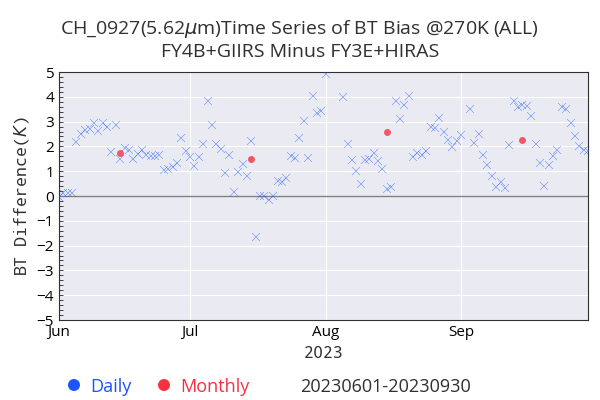 CH_0927(5.62μm)Time Series of BT Bias @270K (ALL)
FY4B+GIIRS Minus FY3E+HIRAS
BT Difference(K)
5
4
3
2
1
0
−1
−2
−3
−4
−5
Jun Jul Aug Sep
2023
Daily Monthly 20230601-20230930